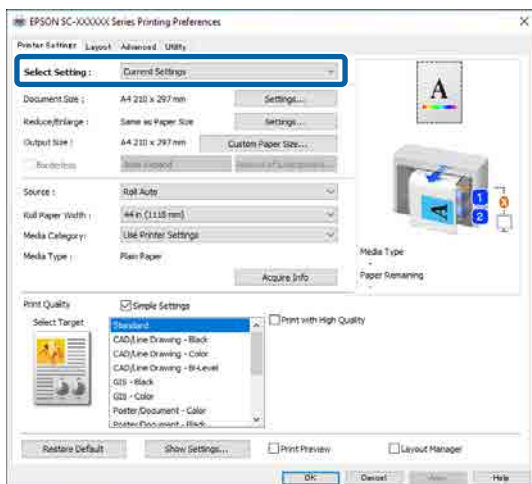 EPSON SC-XXXXXX Series Printing Preferences
Printer Settings Layout Advanced Utility
Select Setting : Current Settings
Document Size : A4 210 x 297 mm Settings...
Reduce/Enlarge : Same as Paper Size Settings...
Output Size : A4 210 x 297 mm Custom Paper Size...
Borderless
A
Source : Roll Auto
Roll Paper Width : 44 in (1118 mm)
Media Category: Use Printer Settings
Media Type : Plain Paper
Acquire Info
A
1
2
Media Type
-
Paper Remaining
-
Print Quality Simple Settings
Select Target
Standard
CAD/Line Drawing - Black
CAD/Line Drawing - Color
CAD/Line Drawing - Bi-Level
GIS - Black
GIS - Color
Poster/Document - Color
Poster/Document - Black
Print with High Quality
Restore Default Show Settings... Print Preview Layout Manager
OK Cancel Help